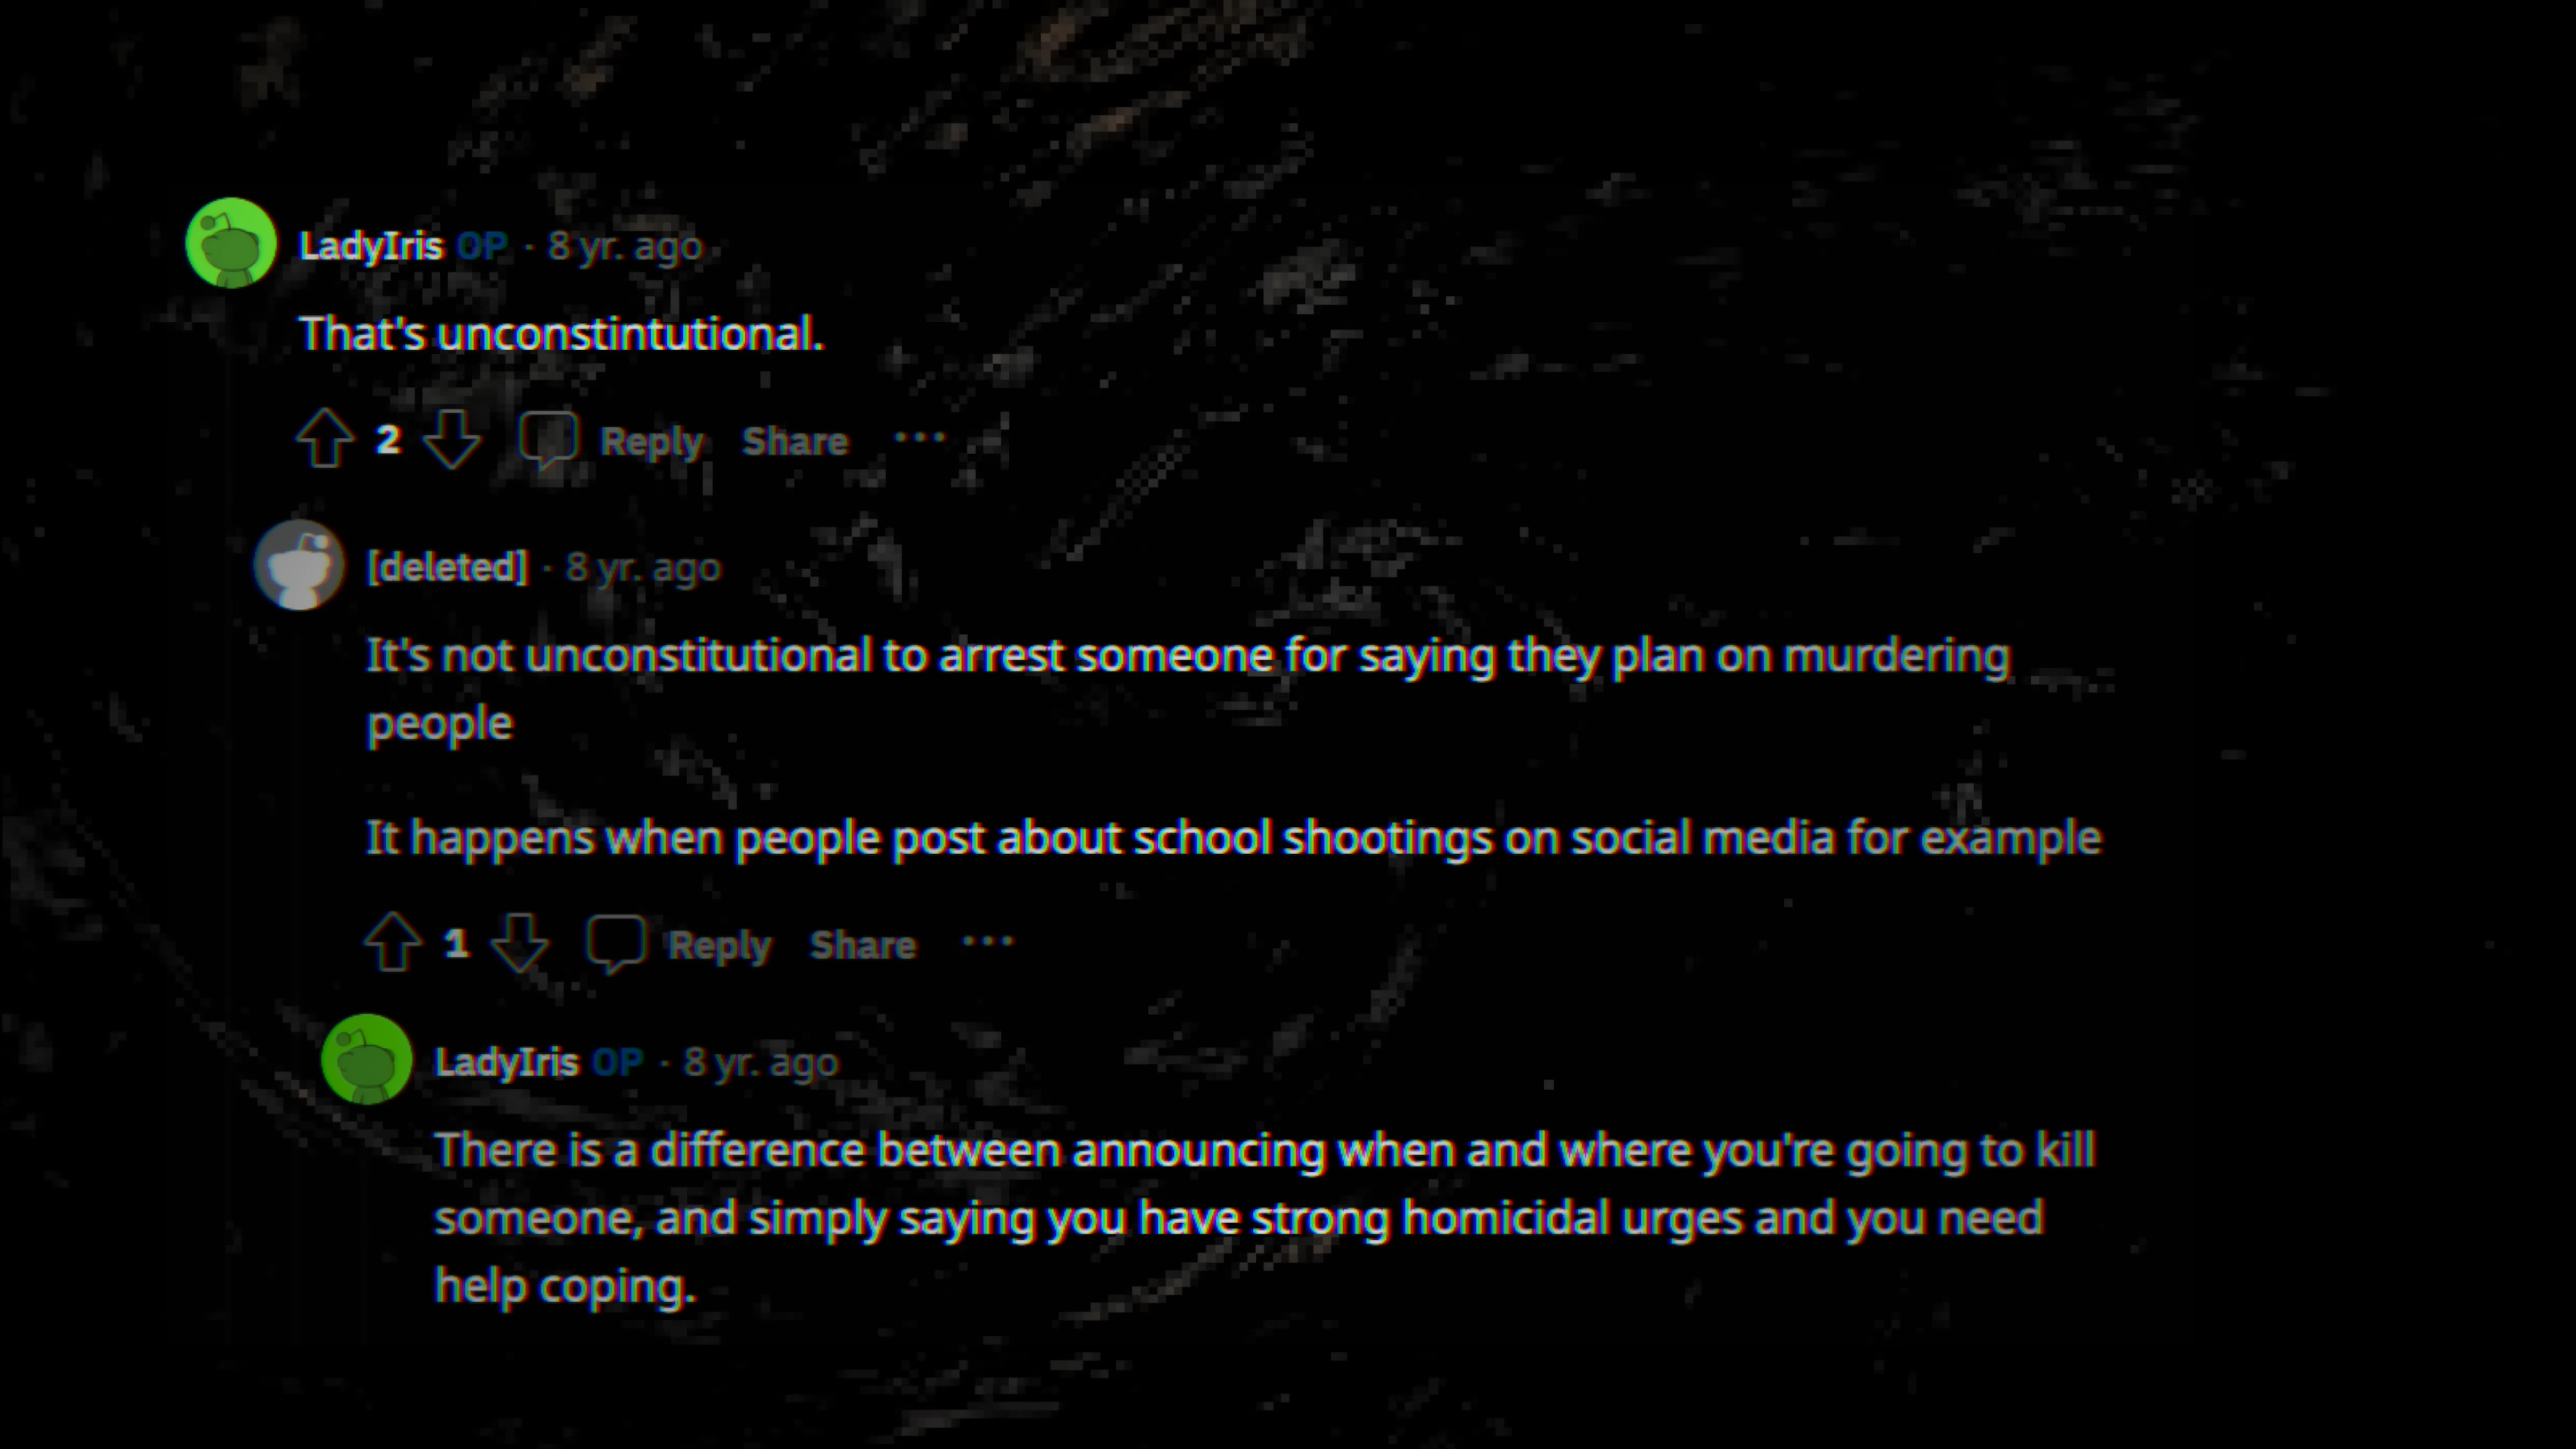 LadyIris OP · 8 yr. ago
That's unconstintutional.
2 Reply Share ...
[deleted] · 8 yr. ago
It's not unconstitutional to arrest someone for saying they plan on murdering
people
It happens when people post about school shootings on social media for example
1 Reply Share ...
LadyIris OP · 8 yr. ago
There is a difference between announcing when and where you're going to kill
someone, and simply saying you have strong homicidal urges and you need
help coping.